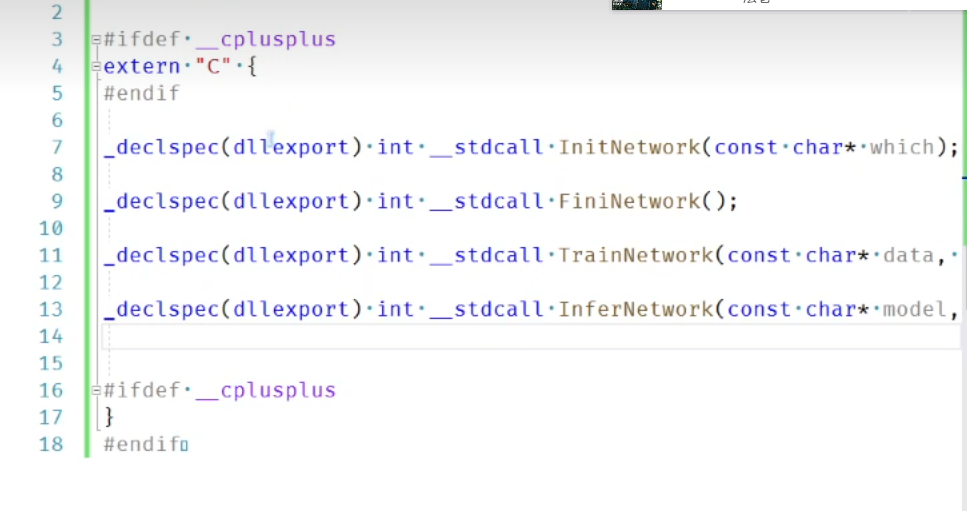 2
3 #ifdef __cplusplus
4 extern "C" {
5 #endif
6
7 _declspec(dllexport) int __stdcall InitNetwork(const char* which);
8
9 _declspec(dllexport) int __stdcall FiniNetwork();
10
11 _declspec(dllexport) int __stdcall TrainNetwork(const char* data,
12
13 _declspec(dllexport) int __stdcall InferNetwork(const char* model,
14
15
16 #ifdef __cplusplus
17 }
18 #endif